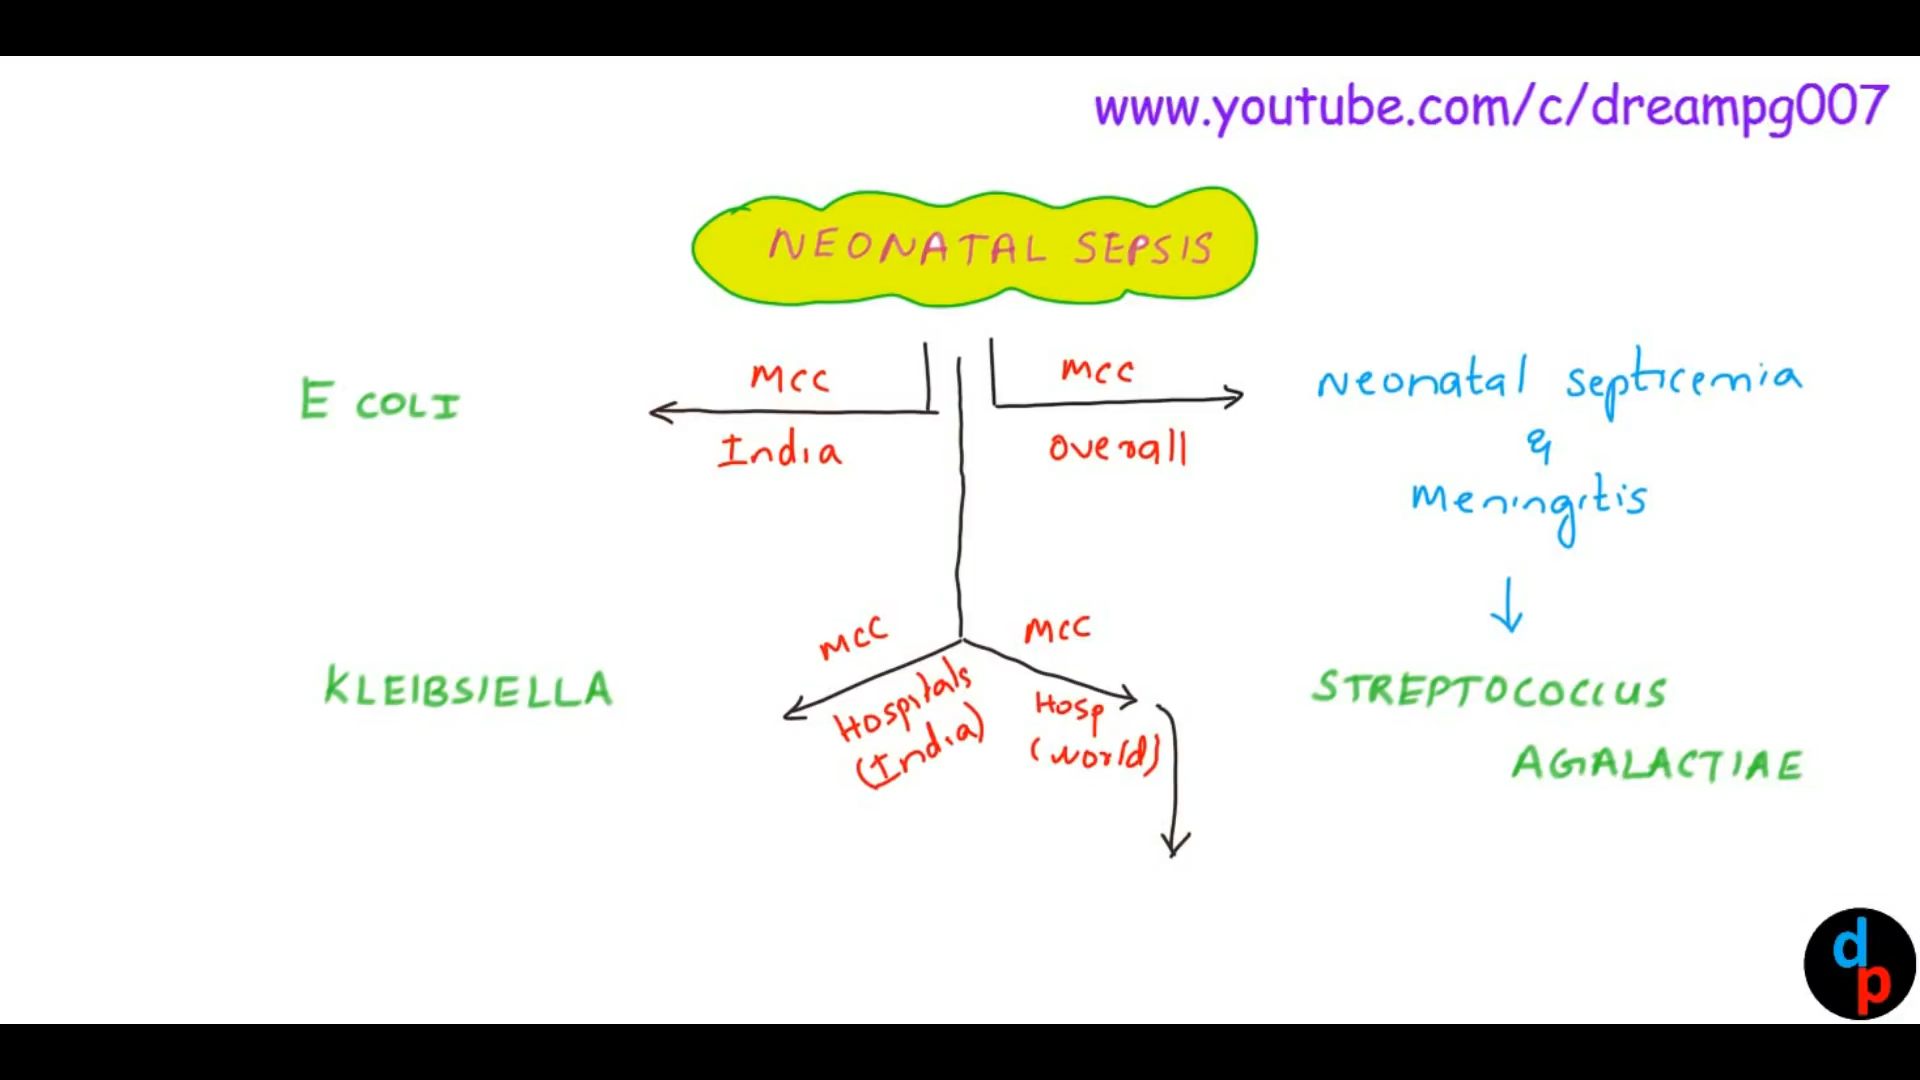 www.youtube.com/c/dreampg007
NEONATAL SEPSIS
E COLI
MCC
India
MCC
Overall
Neonatal septicemia
&
Meningitis
KLEIBSIELLA
MCC
Hospitals
(India)
MCC
Hosp
(world)
STREPTOCOCCUS
AGALACTIAE
dp